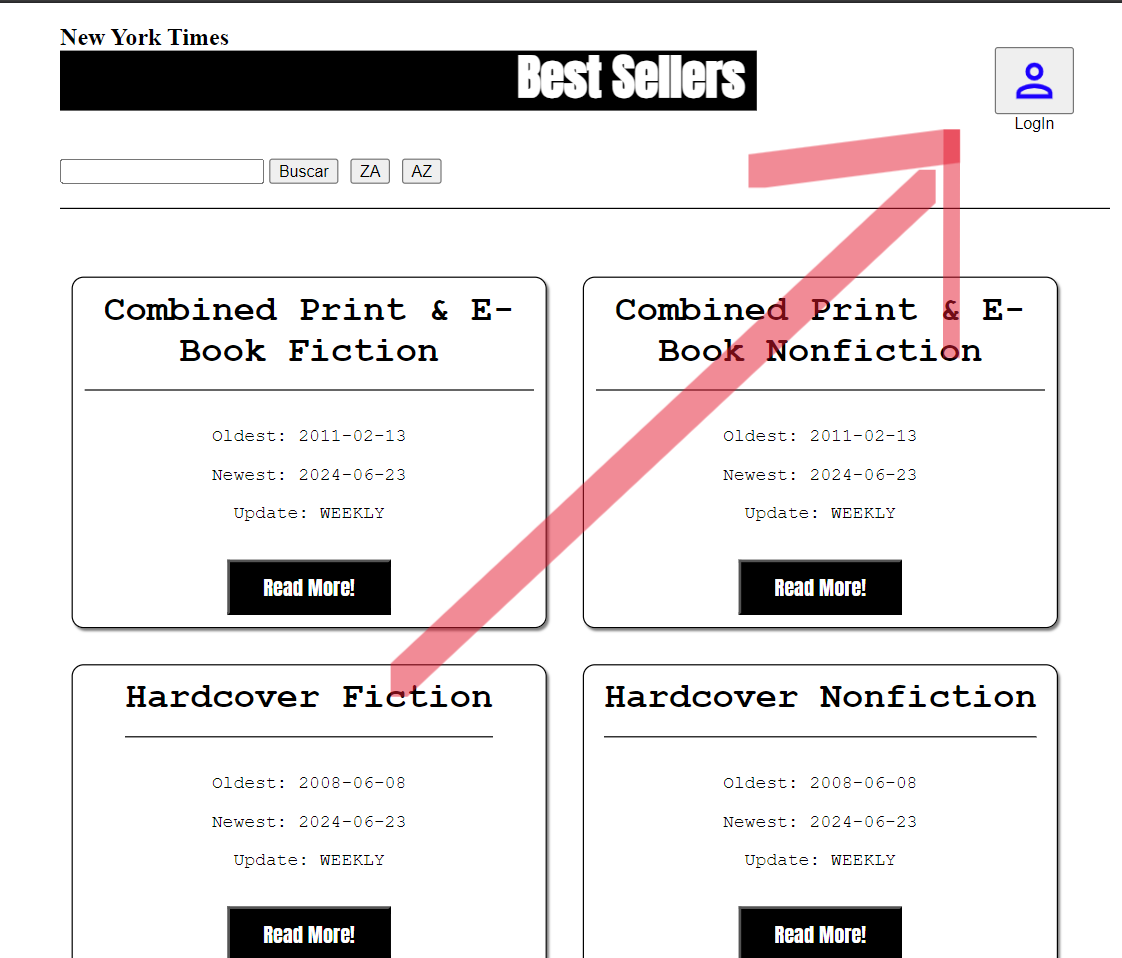 New York Times
Best Sellers
LogIn
Buscar ZA AZ
Combined Print & E-
Book Fiction
Oldest: 2011-02-13
Newest: 2024-06-23
Update: WEEKLY
Read More!
Combined Print & E-
Book Nonfiction
Oldest: 2011-02-13
Newest: 2024-06-23
Update: WEEKLY
Read More!
Hardcover Fiction
Oldest: 2008-06-08
Newest: 2024-06-23
Update: WEEKLY
Read More!
Hardcover Nonfiction
Oldest: 2008-06-08
Newest: 2024-06-23
Update: WEEKLY
Read More!